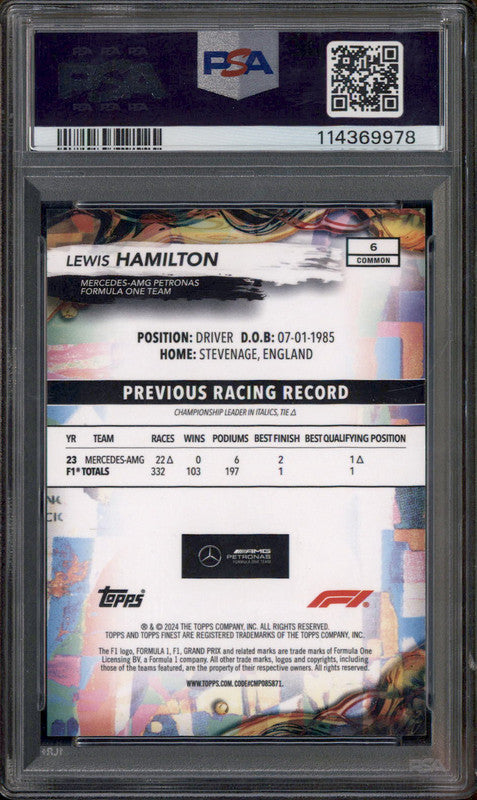 PSA
114369978
6
COMMON
LEWIS HAMILTON
MERCEDES-AMG PETRONAS
FORMULA ONE TEAM
POSITION: DRIVER D.O.B: 07-01-1985
HOME: STEVENAGE, ENGLAND
PREVIOUS RACING RECORD
CHAMPIONSHIP LEADER IN ITALICS, TIE Δ
YR TEAM RACES WINS PODIUMS BEST FINISH BEST QUALIFYING POSITION
23 MERCEDES-AMG 22 Δ 0 6 2 1 Δ
F1® TOTALS 332 103 197 1 1
AMG
PETRONAS
FORMULA ONE TEAM
Topps
F1®
® & © 2024 THE TOPPS COMPANY, INC. ALL RIGHTS RESERVED.
TOPPS AND TOPPS FINEST ARE REGISTERED TRADEMARKS OF THE TOPPS COMPANY, INC.
The F1 logo, FORMULA 1, F1, GRAND PRIX and related marks are trade marks of Formula One
Licensing BV, a Formula 1 company. All other trade marks, logos and copyrights, including
those of the teams featured, are the property of their respective owners. All rights reserved.
WWW.TOPPS.COM. CODE#CMP085871.
PSA